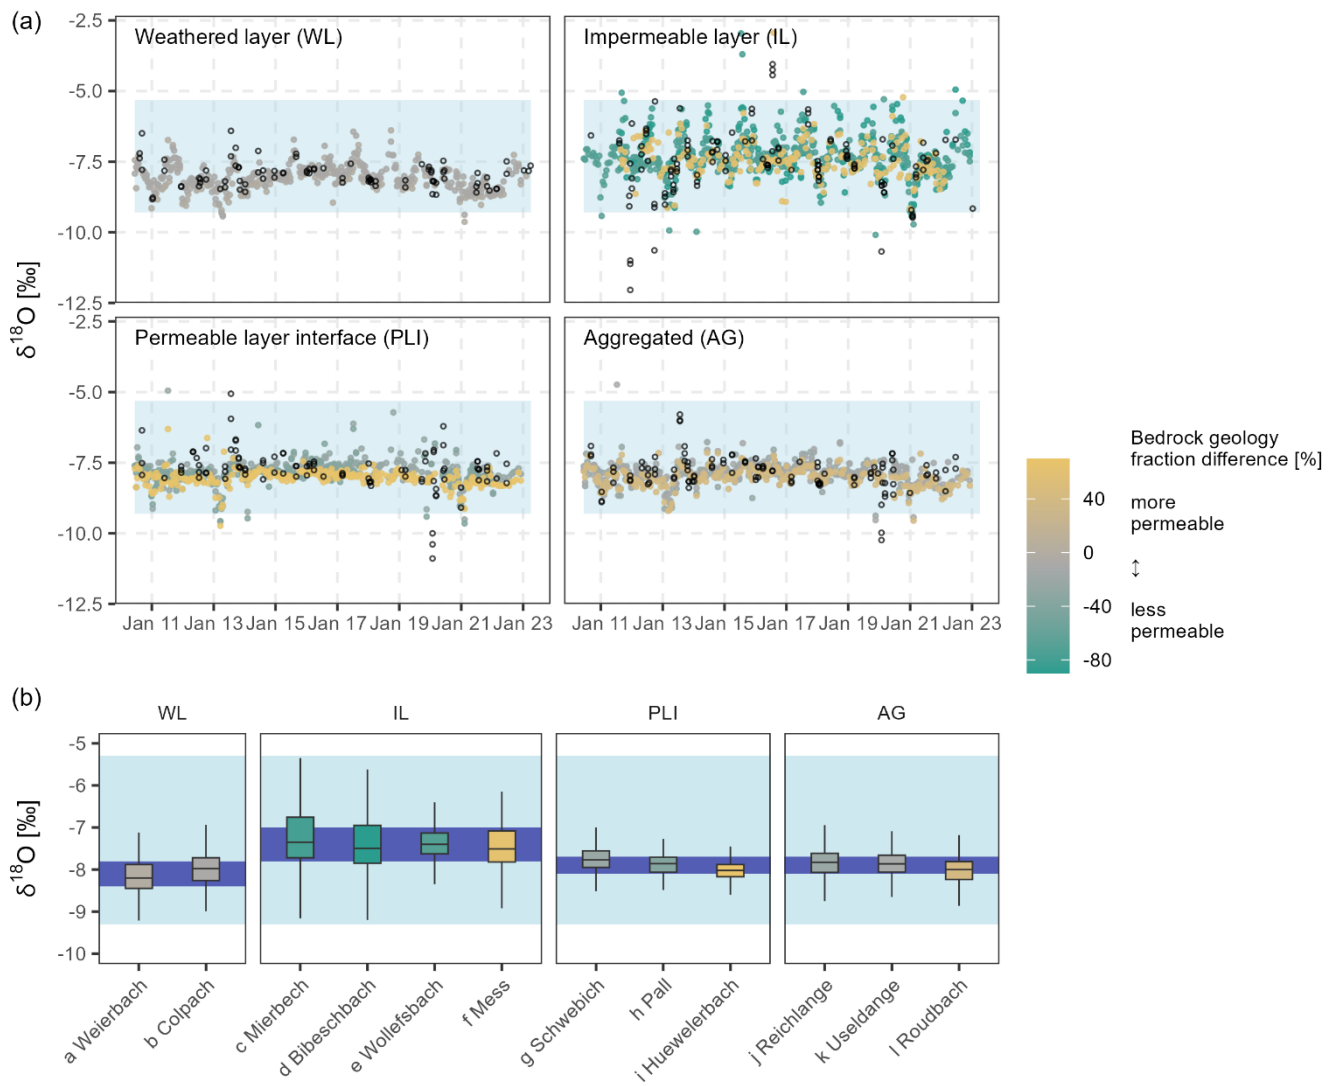 (a)
Weathered layer (WL)
Impermeable layer (IL)
-2.5
-5.0
-7.5
-10.0
-12.5
δ18O [‰]
Permeable layer interface (PLI)
Aggregated (AG)
-2.5
-5.0
-7.5
-10.0
-12.5
Jan 11 Jan 13 Jan 15 Jan 17 Jan 19 Jan 21 Jan 23
Jan 11 Jan 13 Jan 15 Jan 17 Jan 19 Jan 21 Jan 23
Bedrock geology
fraction difference [%]
40
0
-40
-80
more
permeable
↕
less
permeable
(b)
WL
IL
PLI
AG
δ18O [‰]
-5
-6
-7
-8
-9
-10
a Weierbach
b Colpach
c Mierbech
d Bibeschbach
e Wollefsbach
f Mess
g Schwebich
h Pall
i Huewelerbach
j Reichlange
k Useldange
l Roudbach